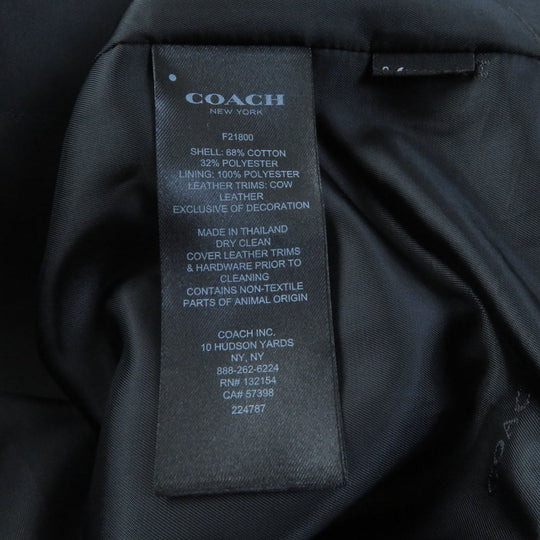 COACH
NEW YORK
F21800
SHELL: 68% COTTON
32% POLYESTER
LINING: 100% POLYESTER
LEATHER TRIMS: COW
LEATHER
EXCLUSIVE OF DECORATION
MADE IN THAILAND
DRY CLEAN
COVER LEATHER TRIMS
& HARDWARE PRIOR TO
CLEANING
CONTAINS NON-TEXTILE
PARTS OF ANIMAL ORIGIN
COACH INC.
10 HUDSON YARDS
NY, NY
888-262-6224
RN# 132154
CA# 57398
224787